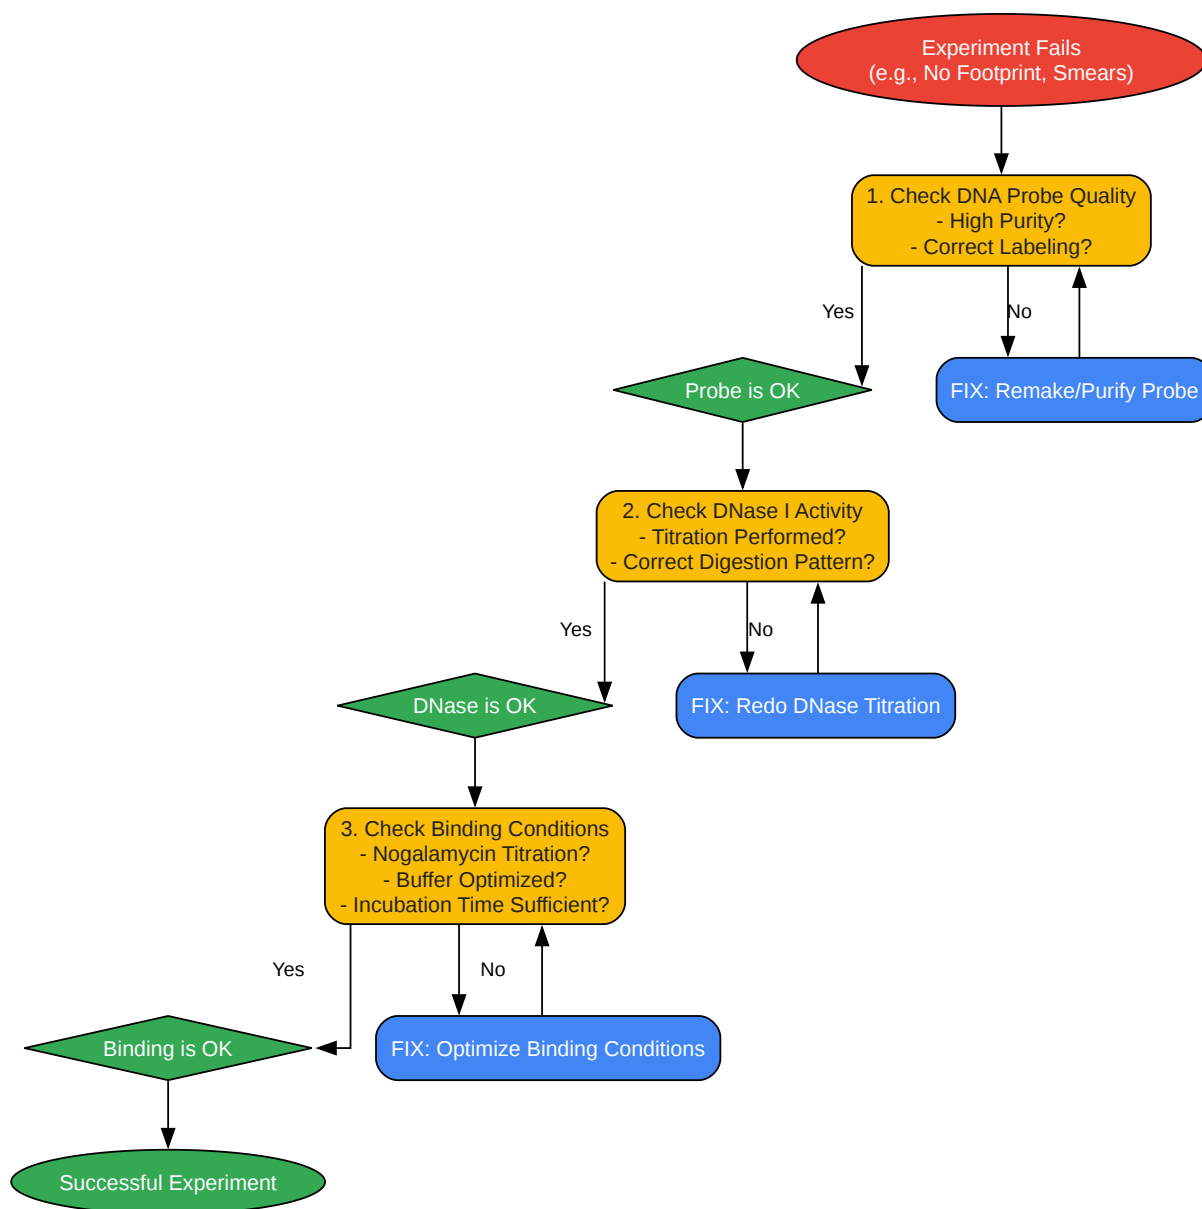 Experiment Fails
(e.g., No Footprint, Smears)
1. Check DNA Probe Quality
- High Purity?
- Correct Labeling?
Yes
No
Probe is OK
FIX: Remake/Purify Probe
2. Check DNase I Activity
- Titration Performed?
- Correct Digestion Pattern?
Yes
No
DNase is OK
FIX: Redo DNase Titration
3. Check Binding Conditions
- Nogalamycin Titration?
- Buffer Optimized?
- Incubation Time Sufficient?
Yes
No
Binding is OK
FIX: Optimize Binding Conditions
Successful Experiment